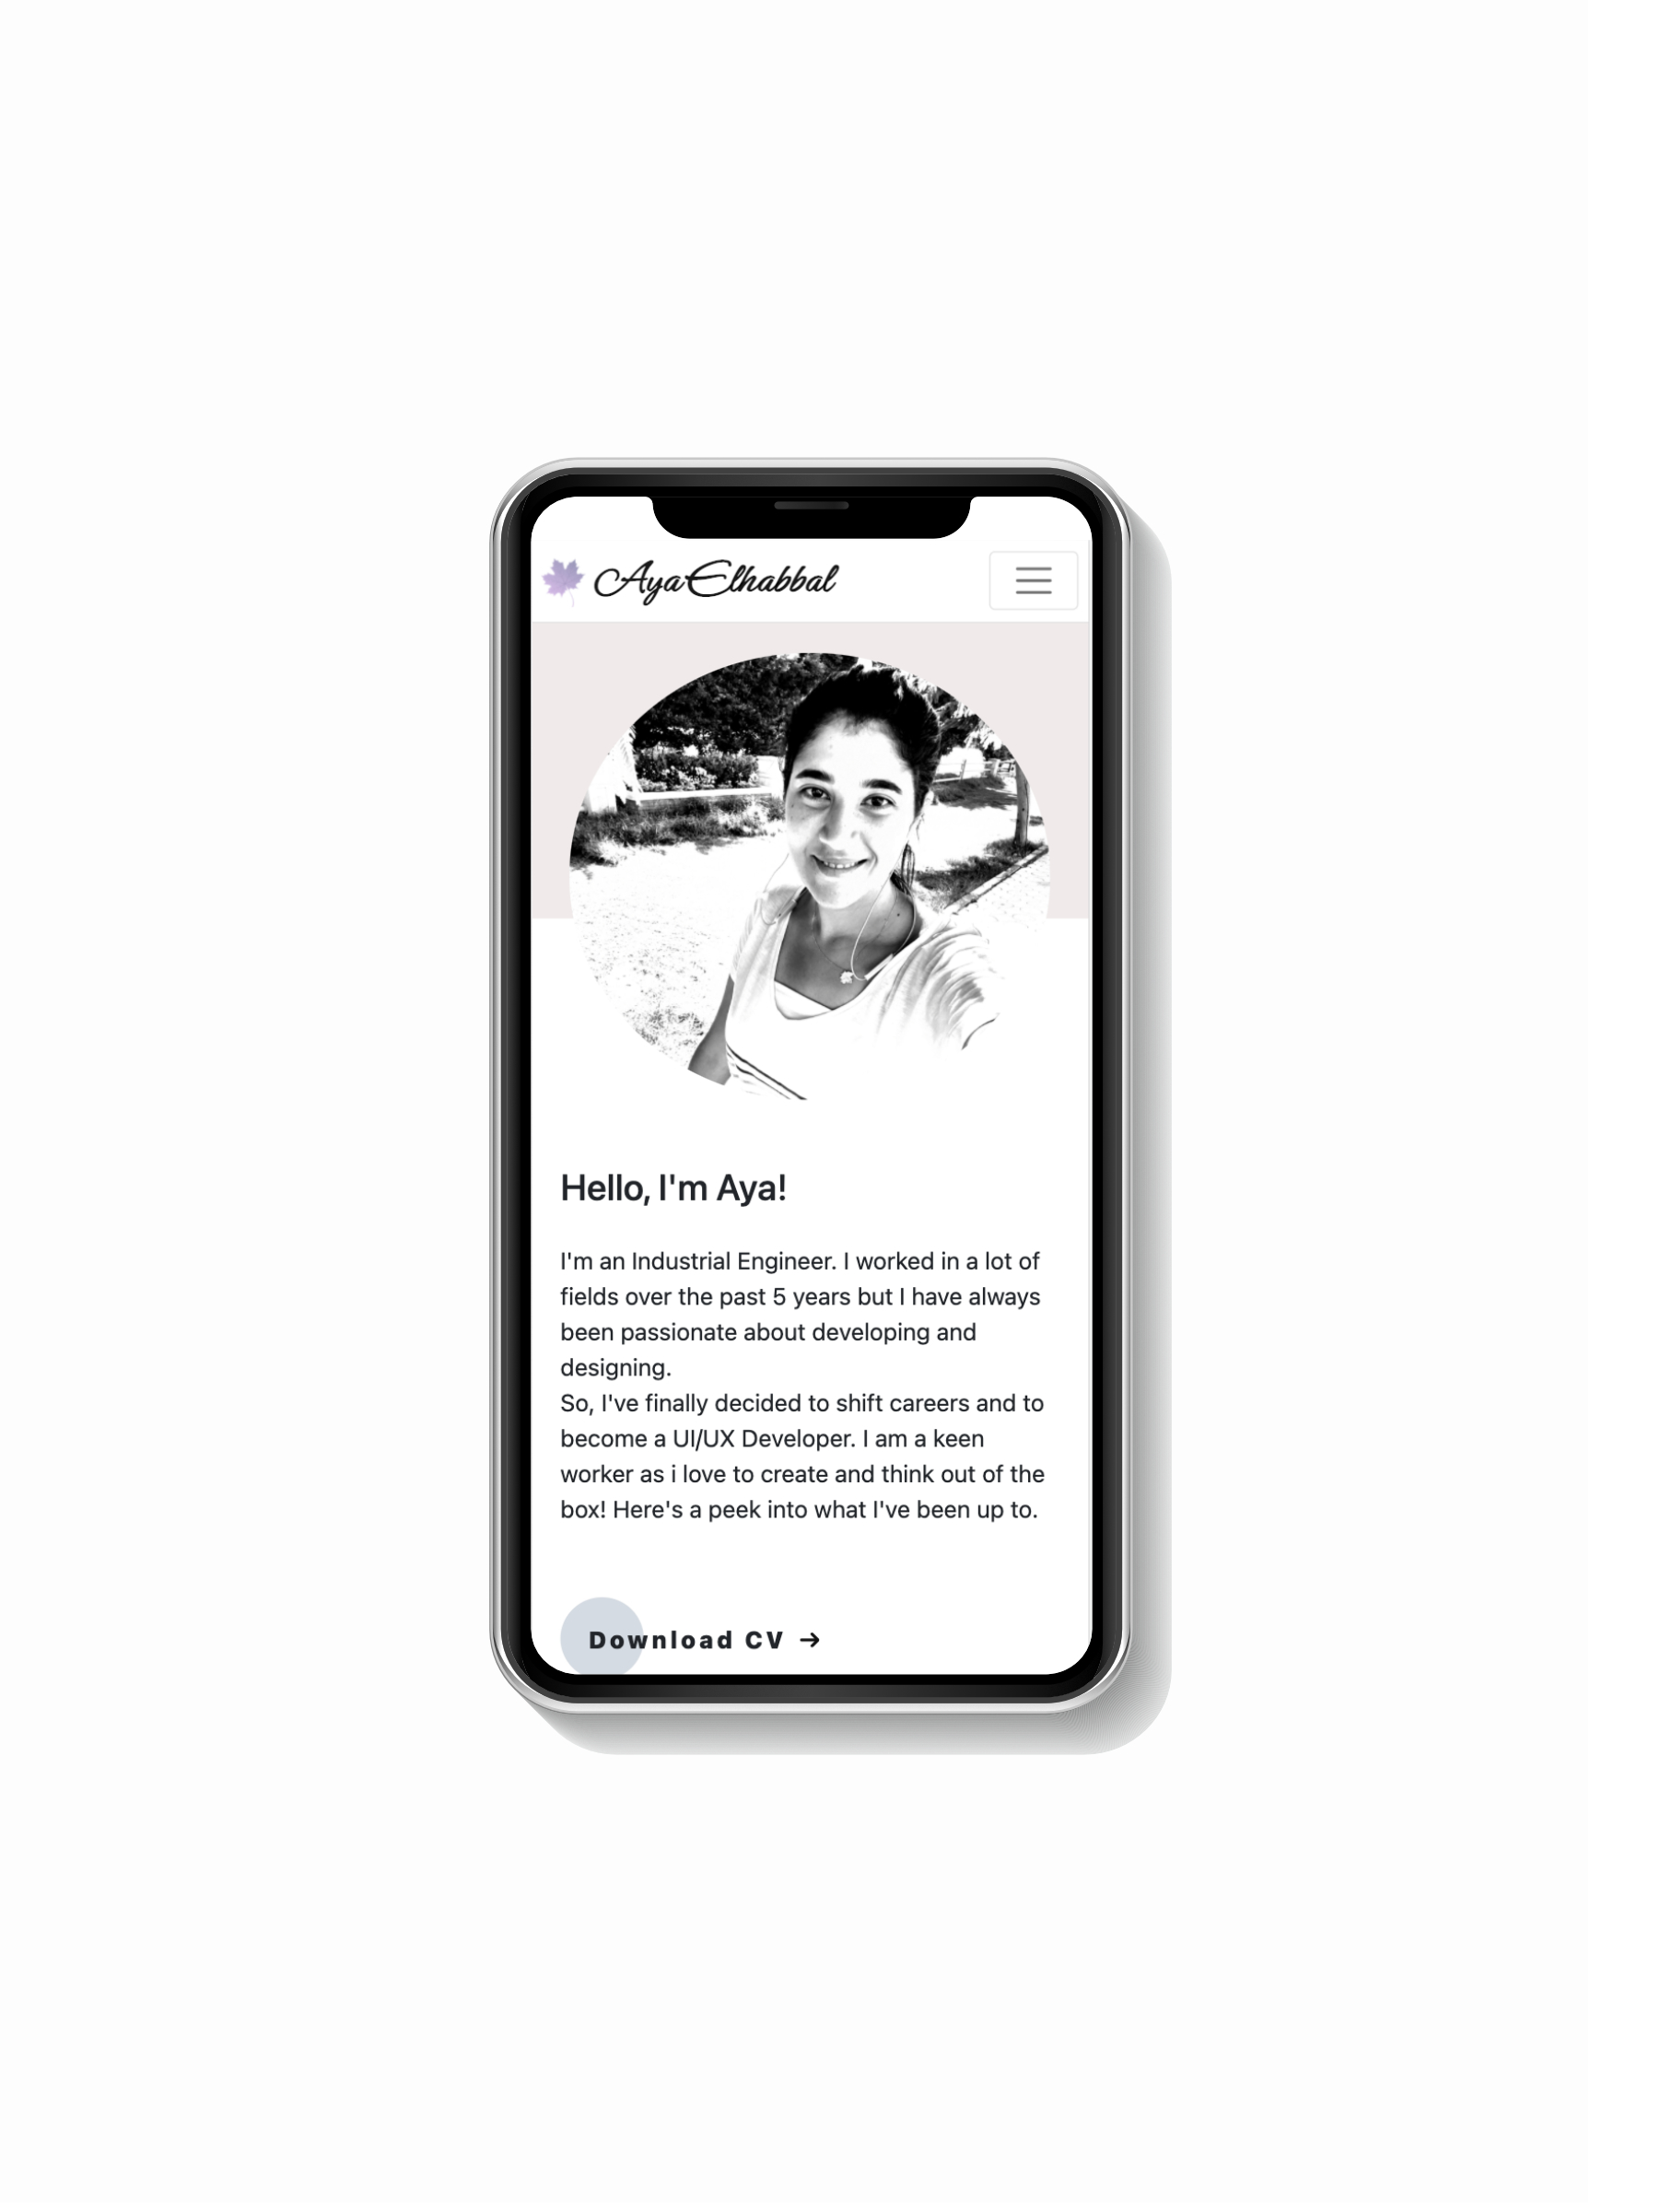 Aya Elhabbal
Hello, I'm Aya!
I'm an Industrial Engineer. I worked in a lot of
fields over the past 5 years but I have always
been passionate about developing and
designing.
So, I've finally decided to shift careers and to
become a UI/UX Developer. I am a keen
worker as i love to create and think out of the
box! Here's a peek into what I've been up to.
Download CV →